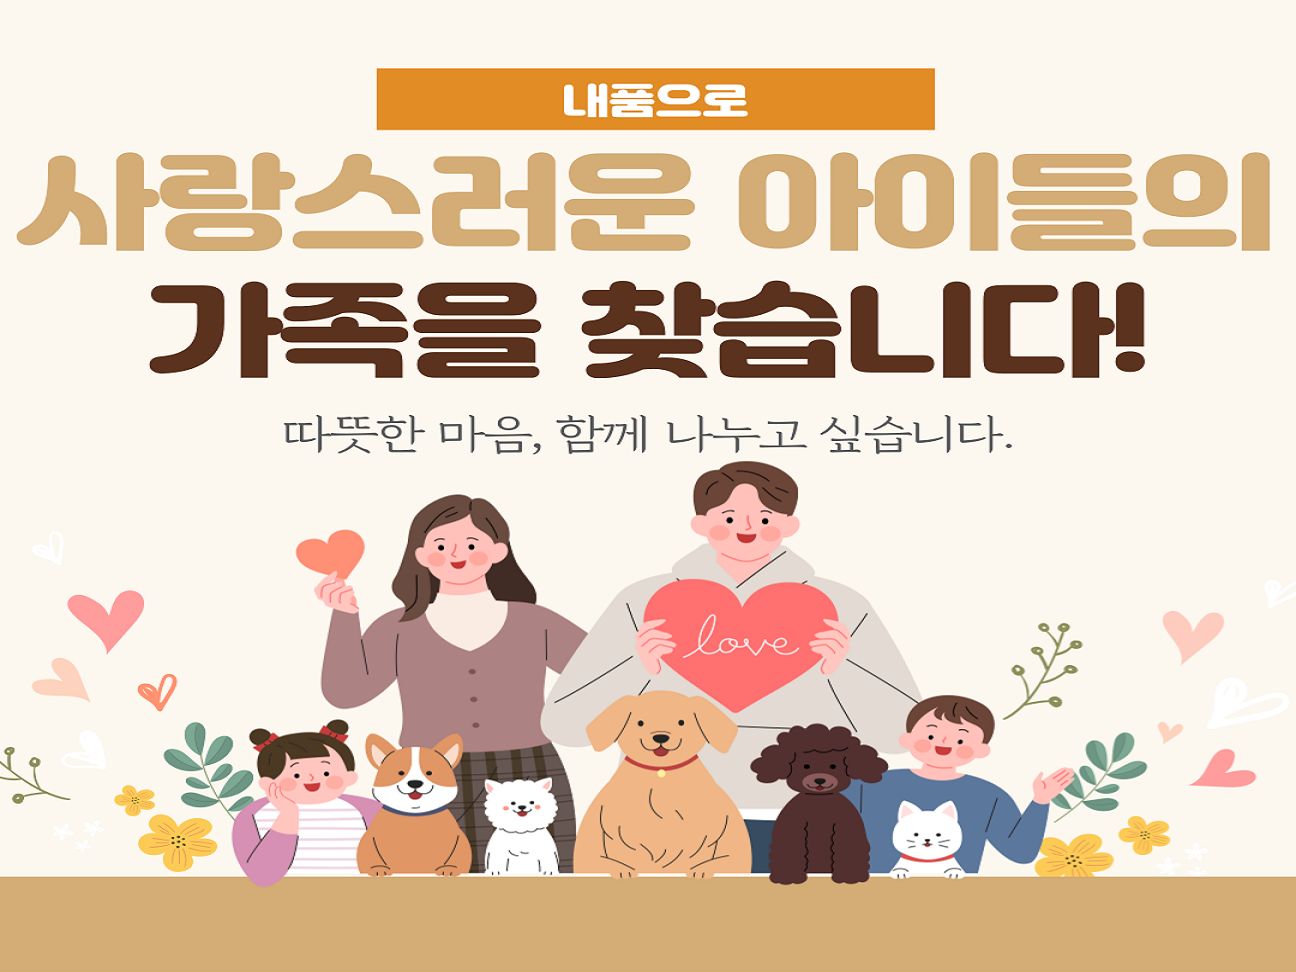 내품으로
사랑스러운 아이들의
가족을 찾습니다!
따뜻한 마음, 함께 나누고 싶습니다.
love